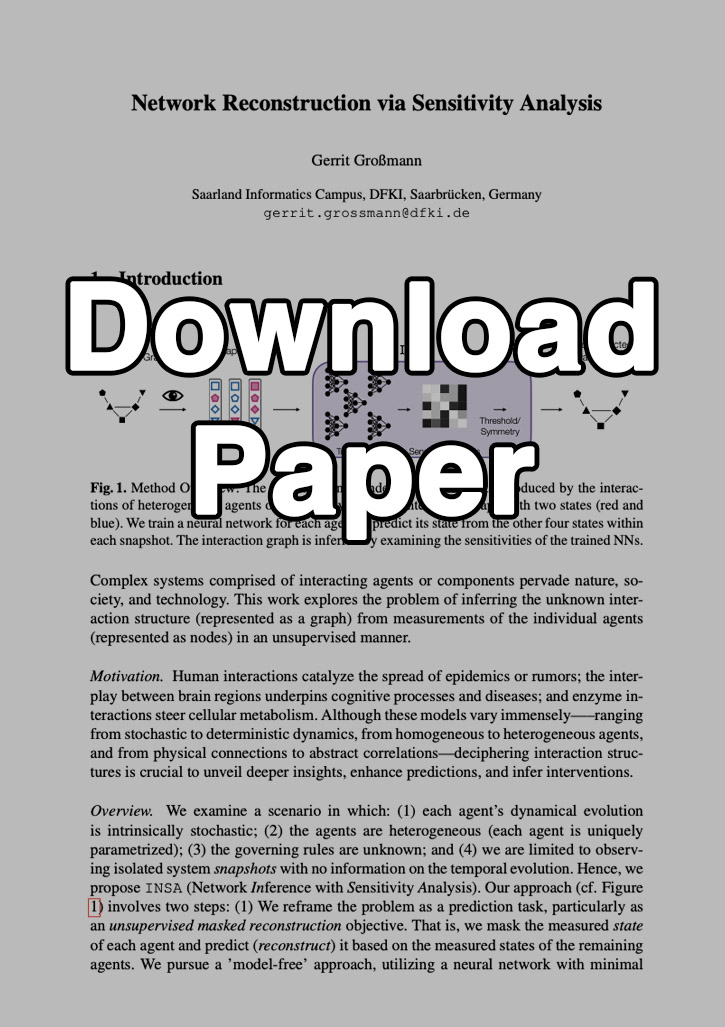 Network Reconstruction via Sensitivity Analysis
Gerrit Großmann
Saarland Informatics Campus, DFKI, Saarbrücken, Germany
gerrit.grossmann@dfki.de
1 Introduction
Download
Paper
Threshold/
Symmetry
Fig. 1. Method The by the interac-
tions of with two states (red and
blue). We train a neural network for each predict its state from the other four states within
each snapshot. The interaction graph is examining the sensitivities of the trained NNs.
Complex systems comprised of interacting agents or components pervade nature, so-
ciety, and technology. This work explores the problem of inferring the unknown inter-
action structure (represented as a graph) from measurements of the individual agents
(represented as nodes) in an unsupervised manner.
Motivation. Human interactions catalyze the spread of epidemics or rumors; the inter-
play between brain regions underpins cognitive processes and diseases; and enzyme in-
teractions steer cellular metabolism. Although these models vary immensely—–ranging
from stochastic to deterministic dynamics, from homogeneous to heterogeneous agents,
and from physical connections to abstract correlations—deciphering interaction struc-
tures is crucial to unveil deeper insights, enhance predictions, and infer interventions.
Overview. We examine a scenario in which: (1) each agent's dynamical evolution
is intrinsically stochastic; (2) the agents are heterogeneous (each agent is uniquely
parametrized); (3) the governing rules are unknown; and (4) we are limited to observ-
ing isolated system snapshots with no information on the temporal evolution. Hence, we
propose INSA (Network Inference with Sensitivity Analysis). Our approach (cf. Figure
1) involves two steps: (1) We reframe the problem as a prediction task, particularly as
an unsupervised masked reconstruction objective. That is, we mask the measured state
of each agent and predict (reconstruct) it based on the measured states of the remaining
agents. We pursue a 'model-free' approach, utilizing a neural network with minimal